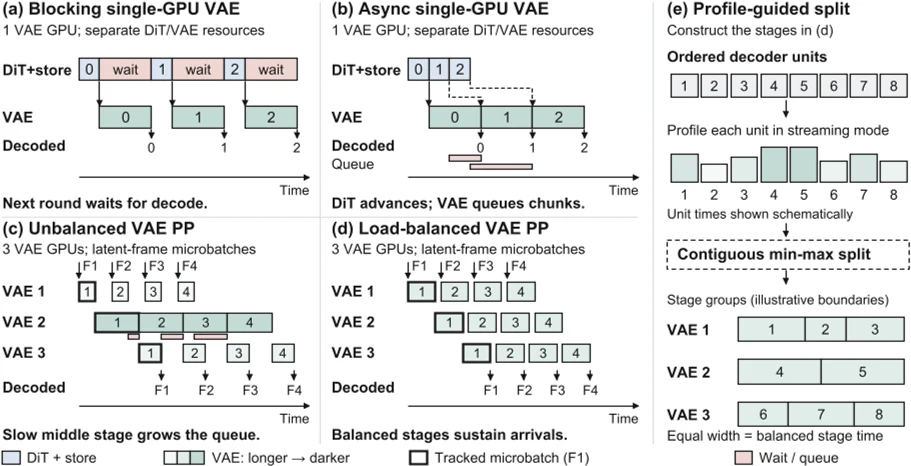 (a) Blocking single-GPU VAE
1 VAE GPU; separate DiT/VAE resources
DiT+store 0 wait 1 wait 2 wait
VAE 0 1 2
Decoded 0 1 2
Time
Next round waits for decode.
(b) Async single-GPU VAE
1 VAE GPU; separate DiT/VAE resources
DiT+store 0 1 2
VAE 0 1 2
Decoded 0 1 2
Queue
Time
DiT advances; VAE queues chunks.
(c) Unbalanced VAE PP
3 VAE GPUs; latent-frame microbatches
F1 F2 F3 F4
VAE 1 1 2 3 4
VAE 2 1 2 3 4
VAE 3 1 2 3 4
Decoded F1 F2 F3 F4
Time
Slow middle stage grows the queue.
(d) Load-balanced VAE PP
3 VAE GPUs; latent-frame microbatches
F1 F2 F3 F4
VAE 1 1 2 3 4
VAE 2 1 2 3 4
VAE 3 1 2 3 4
Decoded F1 F2 F3 F4
Time
Balanced stages sustain arrivals.
(e) Profile-guided split
Construct the stages in (d)
Ordered decoder units
1 2 3 4 5 6 7 8
Profile each unit in streaming mode
1 2 3 4 5 6 7 8
Unit times shown schematically
Contiguous min-max split
Stage groups (illustrative boundaries)
VAE 1 1 2 3
VAE 2 4 5
VAE 3 6 7 8
Equal width = balanced stage time
DiT + store VAE: longer → darker Tracked microbatch (F1) Wait / queue